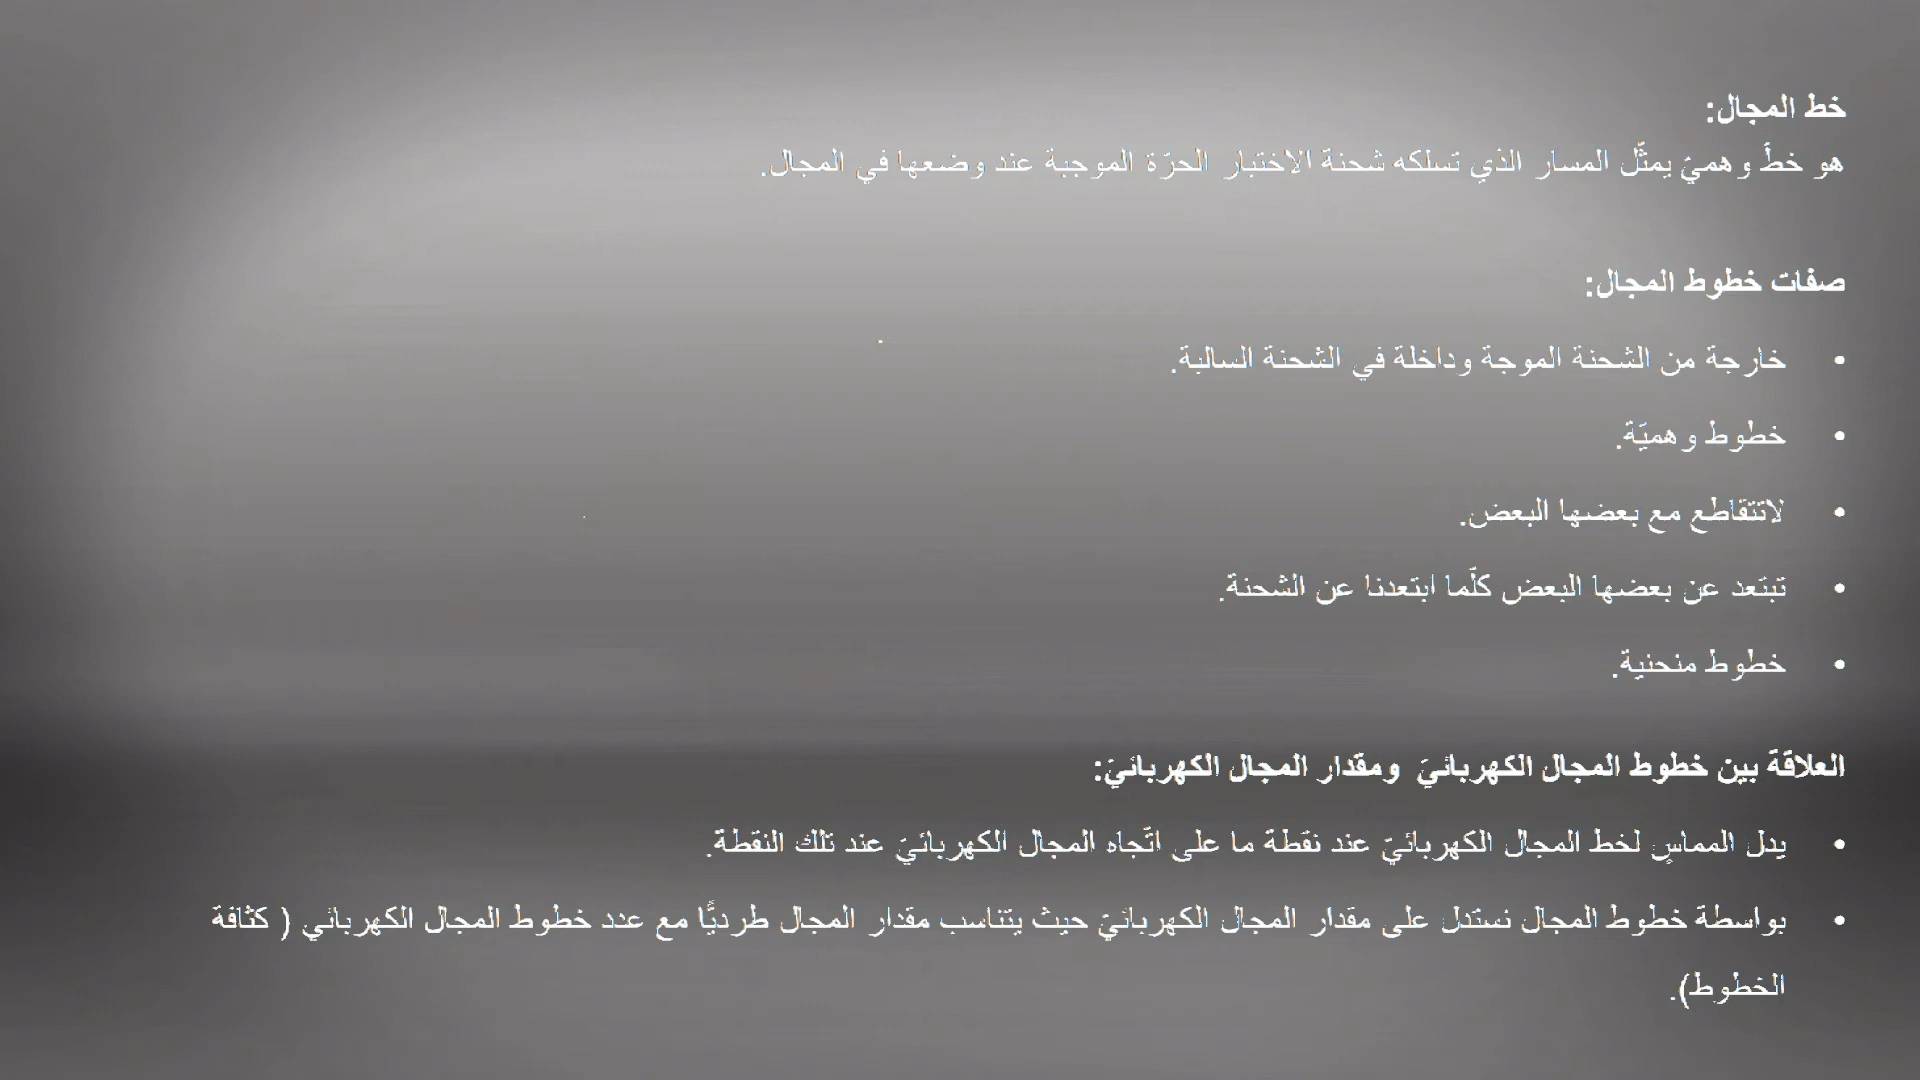 خط المجال:
هو خطّ وهميّ يمثّل المسار الذي تسلكه شحنة الاختبار الحرّة الموجبة عند وضعها في المجال.
صفات خطوط المجال:
• خارجة من الشحنة الموجة وداخلة في الشحنة السالبة.
• خطوط وهميّة.
• لاتتقاطع مع بعضها البعض.
• تبتعد عن بعضها البعض كلّما ابتعدنا عن الشحنة.
• خطوط منحنية.
العلاقة بين خطوط المجال الكهربائيّ ومقدار المجال الكهربائيّ:
• يدل المماسٍ لخط المجال الكهربائيّ عند نقطة ما على اتّجاه المجال الكهربائيّ عند تلك النقطة.
• بواسطة خطوط المجال نستدل على مقدار المجال الكهربائيّ حيث يتناسب مقدار المجال طرديًّا مع عدد خطوط المجال الكهربائي ( كثافة
الخطوط).